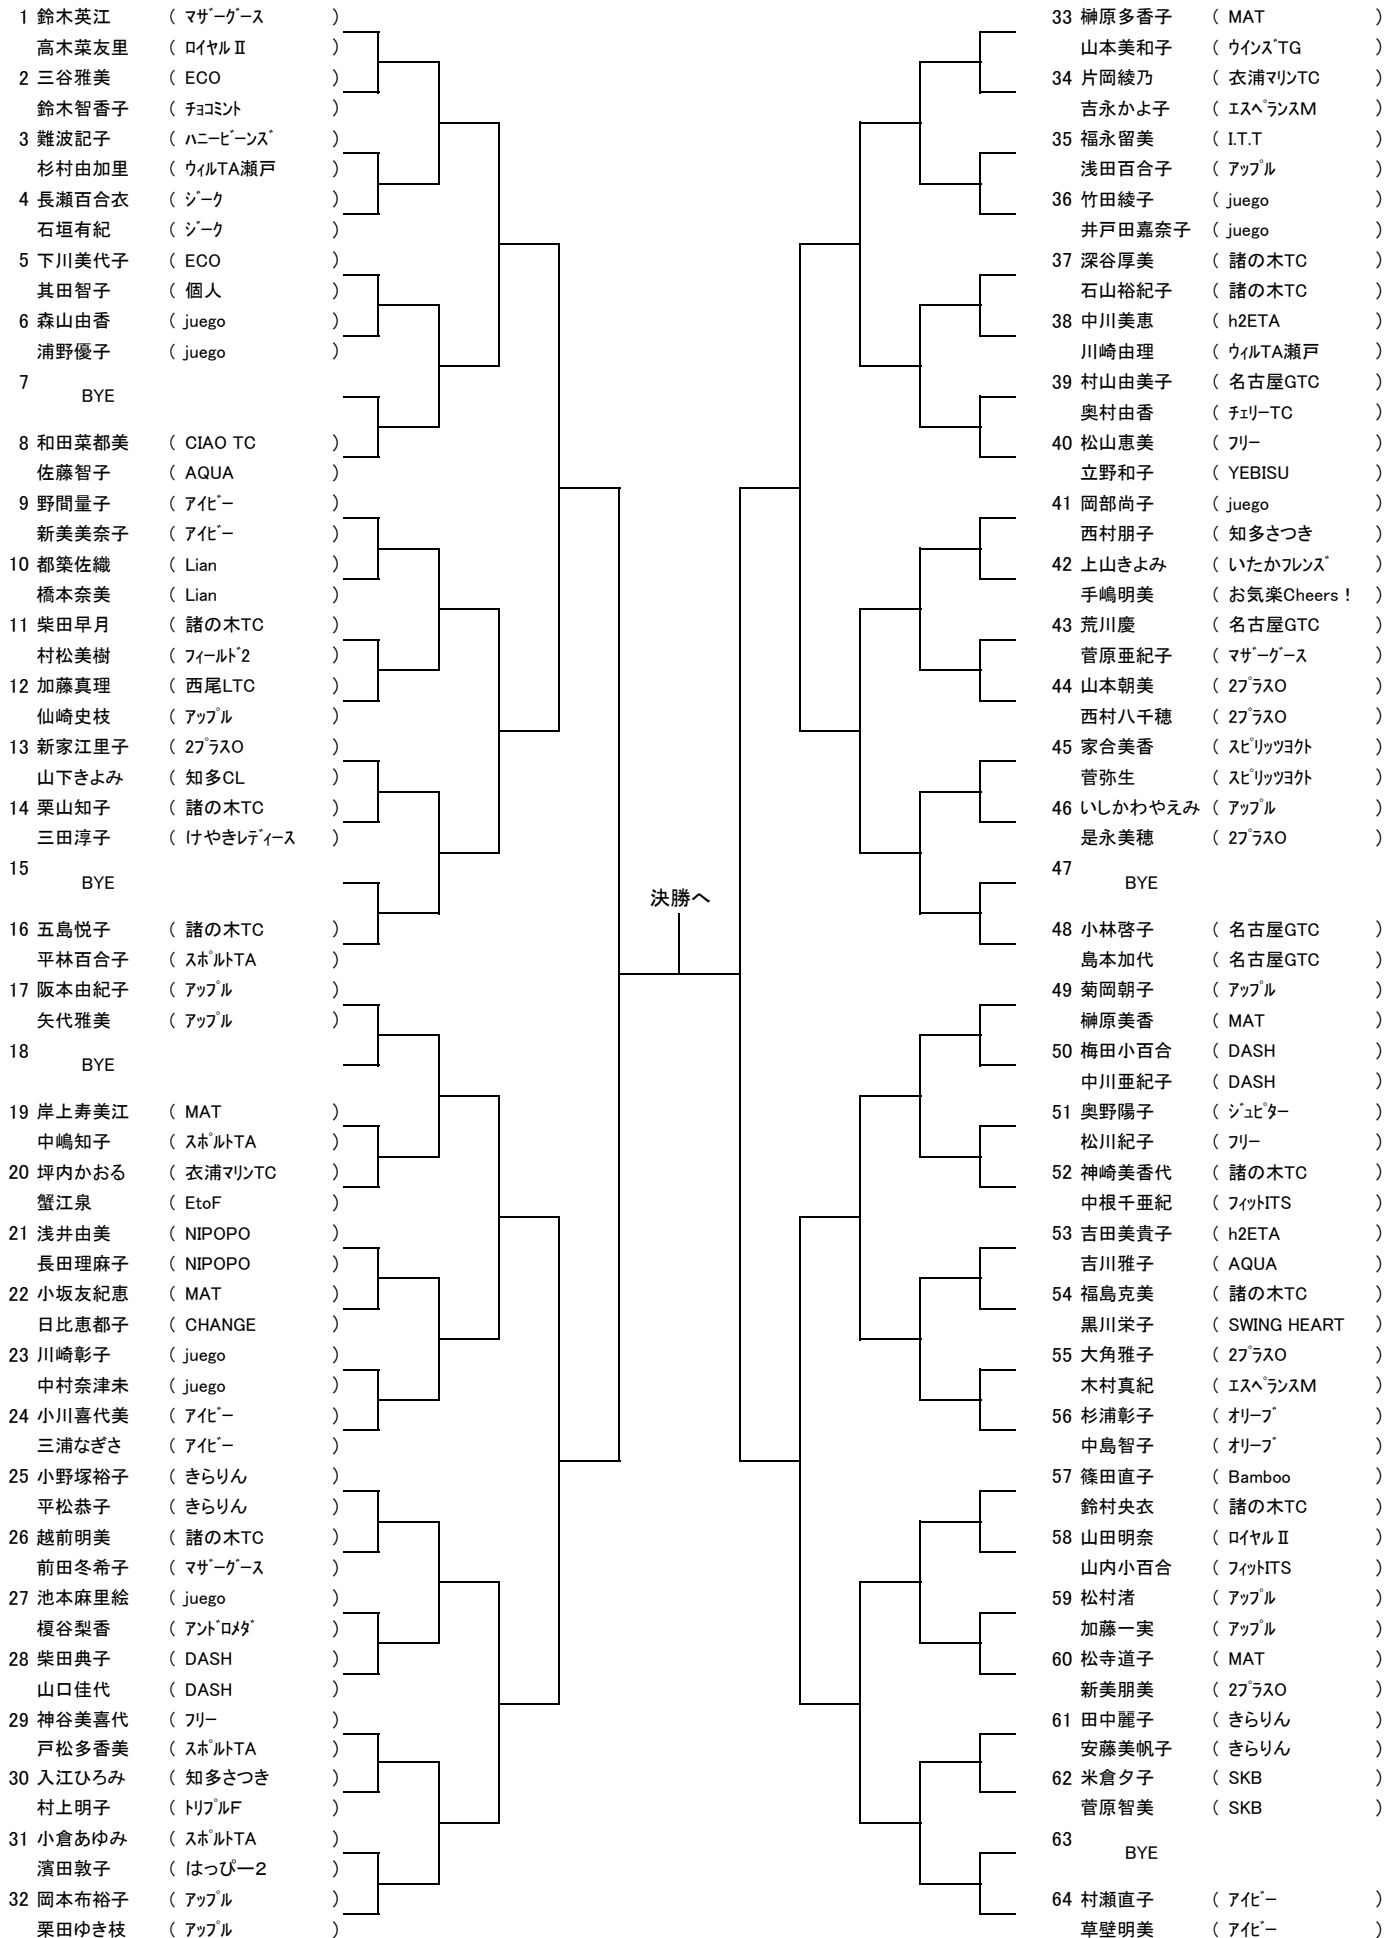 1 鈴木英江 ( ﾏｻﾞｰｸﾞｰｽ )
高木菜友里 ( ﾛｲﾔﾙⅡ )
2 三谷雅美 ( ECO )
鈴木智香子 ( ﾁｮｺﾐﾝﾄ )
3 難波記子 ( ﾊﾆｰﾋﾞｰﾝｽﾞ )
杉村由加里 ( ｳｨﾙTA瀬戸 )
4 長瀬百合衣 ( ジーク )
石垣有紀 ( ジーク )
5 下川美代子 ( ECO )
其田智子 ( 個人 )
6 森山由香 ( juego )
浦野優子 ( juego )
7
BYE
8 和田菜都美 ( CIAO TC )
佐藤智子 ( AQUA )
9 野間量子 ( ｱｲﾋﾞｰ )
新美美奈子 ( ｱｲﾋﾞｰ )
10 都築佐織 ( Lian )
橋本奈美 ( Lian )
11 柴田早月 ( 諸の木TC )
村松美樹 ( ﾌｨｰﾙﾄﾞ2 )
12 加藤真理 ( 西尾LTC )
仙崎史枝 ( ｱｯﾌﾟﾙ )
13 新家江里子 ( 2ﾌﾟﾗｽO )
山下きよみ ( 知多CL )
14 栗山知子 ( 諸の木TC )
三田淳子 ( けやきﾚﾃﾞｨｰｽ )
15
BYE
16 五島悦子 ( 諸の木TC )
平林百合子 ( ｽﾎﾟﾙﾄTA )
17 阪本由紀子 ( ｱｯﾌﾟﾙ )
矢代雅美 ( ｱｯﾌﾟﾙ )
18
BYE
19 岸上寿美江 ( MAT )
中嶋知子 ( ｽﾎﾟﾙﾄTA )
20 坪内かおる ( 衣浦ﾏﾘﾝTC )
蟹江泉 ( EtoF )
21 浅井由美 ( NIPOPO )
長田理麻子 ( NIPOPO )
22 小坂友紀恵 ( MAT )
日比恵都子 ( CHANGE )
23 川崎彰子 ( juego )
中村奈津未 ( juego )
24 小川喜代美 ( ｱｲﾋﾞｰ )
三浦なぎさ ( ｱｲﾋﾞｰ )
25 小野塚裕子 ( きらりん )
平松恭子 ( きらりん )
26 越前明美 ( 諸の木TC )
前田冬希子 ( ﾏｻﾞｰｸﾞｰｽ )
27 池本麻里絵 ( juego )
榎谷梨香 ( ｱﾝﾄﾞﾛﾒﾀﾞ )
28 柴田典子 ( DASH )
山口佳代 ( DASH )
29 神谷美喜代 ( ﾌﾘｰ )
戸松多香美 ( ｽﾎﾟﾙﾄTA )
30 入江ひろみ ( 知多さつき )
村上明子 ( ﾄﾘﾌﾟﾙF )
31 小倉あゆみ ( ｽﾎﾟﾙﾄTA )
濱田敦子 ( はっぴー2 )
32 岡本布裕子 ( ｱｯﾌﾟﾙ )
栗田ゆき枝 ( ｱｯﾌﾟﾙ )
決勝へ
33 榊原多香子 ( MAT )
山本美和子 ( ｳｲﾝｽﾞTG )
34 片岡綾乃 ( 衣浦ﾏﾘﾝTC )
吉永かよ子 ( ｴｽﾍﾟﾗﾝｽM )
35 福永留美 ( I.T.T )
浅田百合子 ( ｱｯﾌﾟﾙ )
36 竹田綾子 ( juego )
井戸田嘉奈子 ( juego )
37 深谷厚美 ( 諸の木TC )
石山裕紀子 ( 諸の木TC )
38 中川美恵 ( h2ETA )
川崎由理 ( ｳｨﾙTA瀬戸 )
39 村山由美子 ( 名古屋GTC )
奥村由香 ( ﾁｪﾘｰTC )
40 松山恵美 ( ﾌﾘｰ )
立野和子 ( YEBISU )
41 岡部尚子 ( juego )
西村朋子 ( 知多さつき )
42 上山きよみ ( いたかﾌﾚﾝｽﾞ )
手嶋明美 ( お気楽Cheers！ )
43 荒川慶 ( 名古屋GTC )
菅原亜紀子 ( ﾏｻﾞｰｸﾞｰｽ )
44 山本朝美 ( 2ﾌﾟﾗｽO )
西村八千穂 ( 2ﾌﾟﾗｽO )
45 家合美香 ( ｽﾋﾟﾘｯﾂﾖｸﾄ )
菅弥生 ( ｽﾋﾟﾘｯﾂﾖｸﾄ )
46 いしかわやえみ ( ｱｯﾌﾟﾙ )
是永美穂 ( 2ﾌﾟﾗｽO )
47
BYE
48 小林啓子 ( 名古屋GTC )
島本加代 ( 名古屋GTC )
49 菊岡朝子 ( ｱｯﾌﾟﾙ )
榊原美香 ( MAT )
50 梅田小百合 ( DASH )
中川亜紀子 ( DASH )
51 奥野陽子 ( ｼﾞｭﾋﾟﾀｰ )
松川紀子 ( ﾌﾘｰ )
52 神崎美香代 ( 諸の木TC )
中根千亜紀 ( ﾌｨｯﾄITS )
53 吉田美貴子 ( h2ETA )
吉川雅子 ( AQUA )
54 福島克美 ( 諸の木TC )
黒川栄子 ( SWING HEART )
55 大角雅子 ( 2ﾌﾟﾗｽO )
木村真紀 ( ｴｽﾍﾟﾗﾝｽM )
56 杉浦彰子 ( ｵﾘｰﾌﾞ )
中島智子 ( ｵﾘｰﾌﾞ )
57 篠田直子 ( Bamboo )
鈴村央衣 ( 諸の木TC )
58 山田明奈 ( ﾛｲﾔﾙⅡ )
山内小百合 ( ﾌｨｯﾄITS )
59 松村渚 ( ｱｯﾌﾟﾙ )
加藤一実 ( ｱｯﾌﾟﾙ )
60 松寺道子 ( MAT )
新美朋美 ( 2ﾌﾟﾗｽO )
61 田中麗子 ( きらりん )
安藤美帆子 ( きらりん )
62 米倉夕子 ( SKB )
菅原智美 ( SKB )
63
BYE
64 村瀬直子 ( ｱｲﾋﾞｰ )
草壁明美 ( ｱｲﾋﾞｰ )